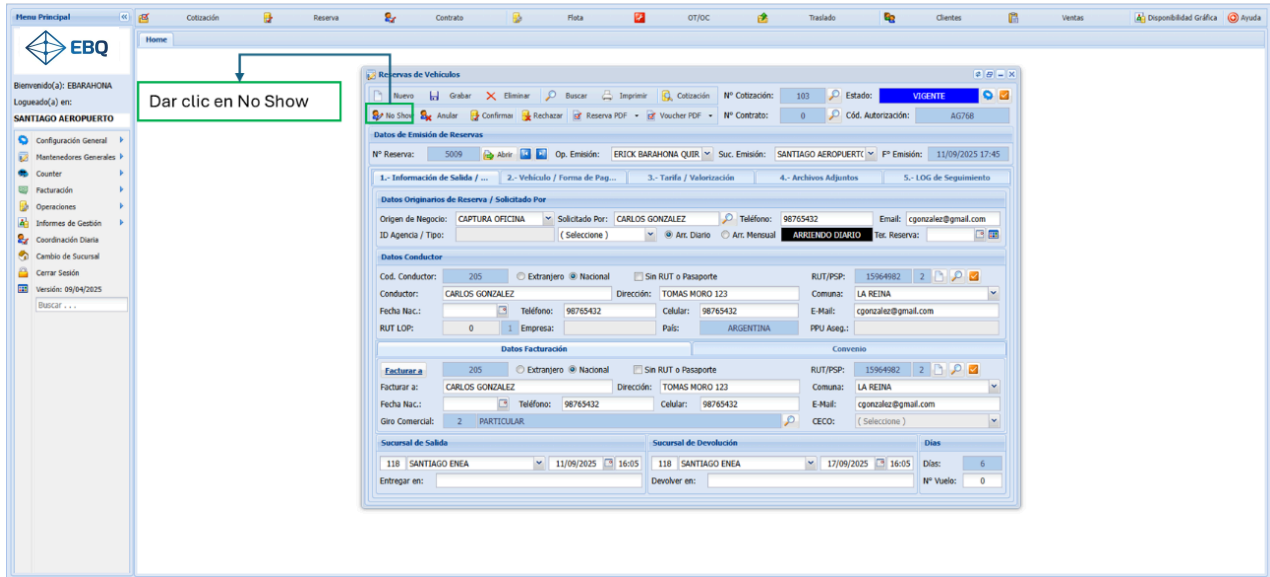 Menu Principal
Cotización Reserva Contrato Flota OT/OC Traslado Clientes Ventas Disponibilidad Gráfica Ayuda
EBQ
Home
Bienvenido(a): EBARAHONA
Logueado(a) en:
SANTIAGO AEROPUERTO
Configuración General
Mantenedores Generales
Counter
Facturación
Operaciones
Informes de Gestión
Coordinación Diaria
Cambio de Sucursal
Cerrar Sesión
Versión: 09/04/2025
Buscar . . .
Dar clic en No Show
Reservas de Vehículos
Nuevo Grabar Eliminar Buscar Imprimir Cotización Nº Cotización: 103 Estado: VIGENTE
No Show Anular Confirmar Rechazar Reserva PDF Voucher PDF Nº Contrato: 0 Cód. Autorización: AG768
Datos de Emisión de Reservas
Nº Reserva: 5009 Abrir Op. Emisión: ERICK BARAHONA QUIR Suc. Emisión: SANTIAGO AEROPUERTO Fº Emisión: 11/09/2025 17:45
1.- Información de Salida / ... 2.- Vehículo / Forma de Pag... 3.- Tarifa / Valorización 4.- Archivos Adjuntos 5.- LOG de Seguimiento
Datos Originarios de Reserva / Solicitado Por
Origen de Negocio: CAPTURA OFICINA Solicitado Por: CARLOS GONZALEZ Teléfono: 98765432 Email: cgonzalez@gmail.com
ID Agencia / Tipo: ( Seleccione ) Arr. Diario Arr. Mensual ARRIENDO DIARIO Ter. Reserva:
Datos Conductor
Cod. Conductor: 205 Extranjero Nacional Sin RUT o Pasaporte RUT/PSP: 15964982 2
Conductor: CARLOS GONZALEZ Dirección: TOMAS MORO 123 Comuna: LA REINA
Fecha Nac.: Teléfono: 98765432 Celular: 98765432 E-Mail: cgonzalez@gmail.com
RUT LOP: 0 1 Empresa: País: ARGENTINA PPU Aseg.:
Datos Facturación Convenio
Facturar a 205 Extranjero Nacional Sin RUT o Pasaporte RUT/PSP: 15964982 2
Facturar a: CARLOS GONZALEZ Dirección: TOMAS MORO 123 Comuna: LA REINA
Fecha Nac.: Teléfono: 98765432 Celular: 98765432 E-Mail: cgonzalez@gmail.com
Giro Comercial: 2 PARTICULAR CECO: ( Seleccione )
Sucursal de Salida Sucursal de Devolución Días
118 SANTIAGO ENEA 11/09/2025 16:05 118 SANTIAGO ENEA 17/09/2025 16:05 Días: 6
Entregar en: Devolver en: Nº Vuelo: 0